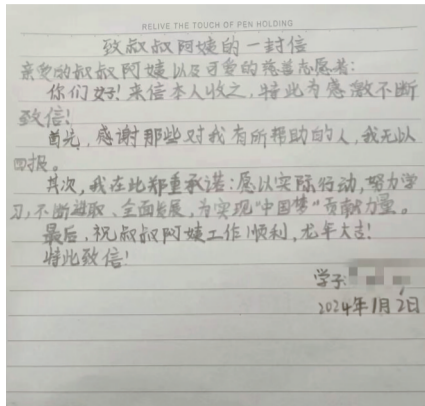 RELIVE THE TOUCH OF PEN HOLDING
致叔叔阿姨的一封信
亲爱的叔叔阿姨以及可爱的慈善志愿者：
你们好！来信本人收之，特此为感激不断
致信！
首先，感谢那些对我有所帮助的人，我无以
回报。
其次，我在此郑重承诺：愿以实际行动，努力学
习，不断进取、全面发展，为实现“中国梦”贡献力量。
最后，祝叔叔阿姨工作顺利，龙年大吉！
特此致信！
学子：
2024年1月2日